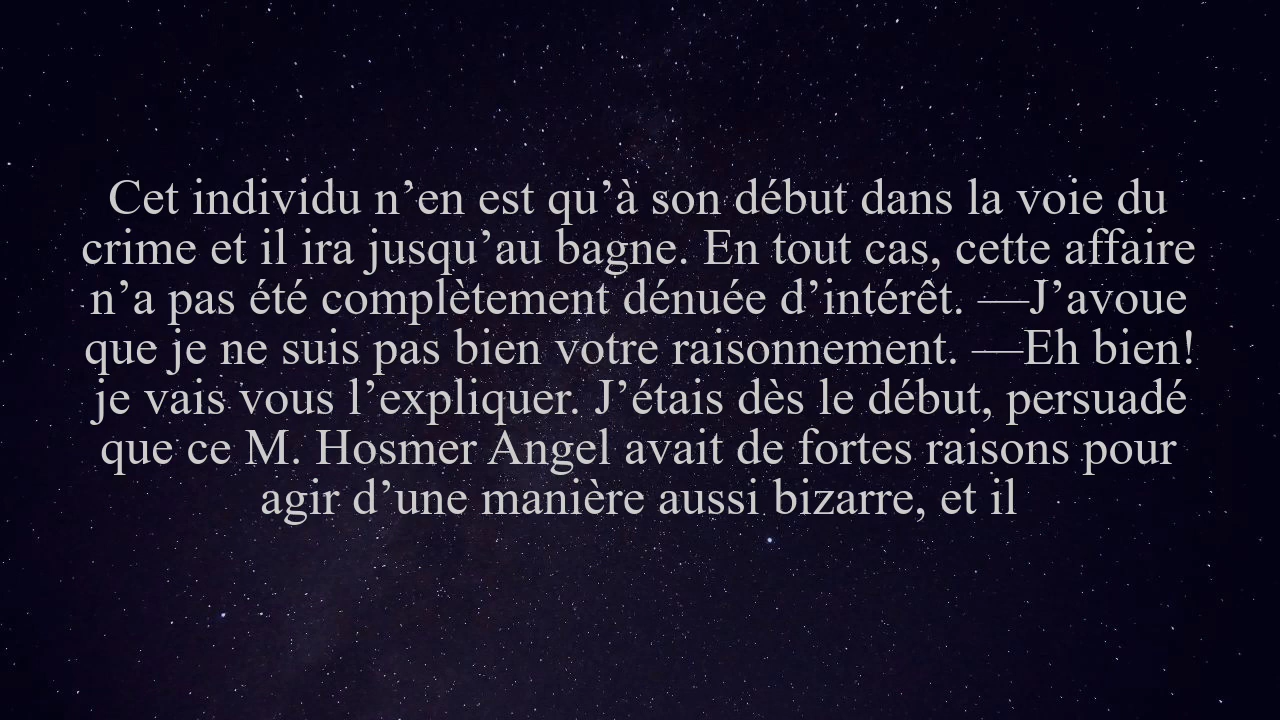 Cet individu n’en est qu’à son début dans la voie du
crime et il ira jusqu’au bagne. En tout cas, cette affaire
n’a pas été complètement dénuée d’intérêt. —J’avoue
que je ne suis pas bien votre raisonnement. —Eh bien!
je vais vous l’expliquer. J’étais dès le début, persuadé
que ce M. Hosmer Angel avait de fortes raisons pour
agir d’une manière aussi bizarre, et il